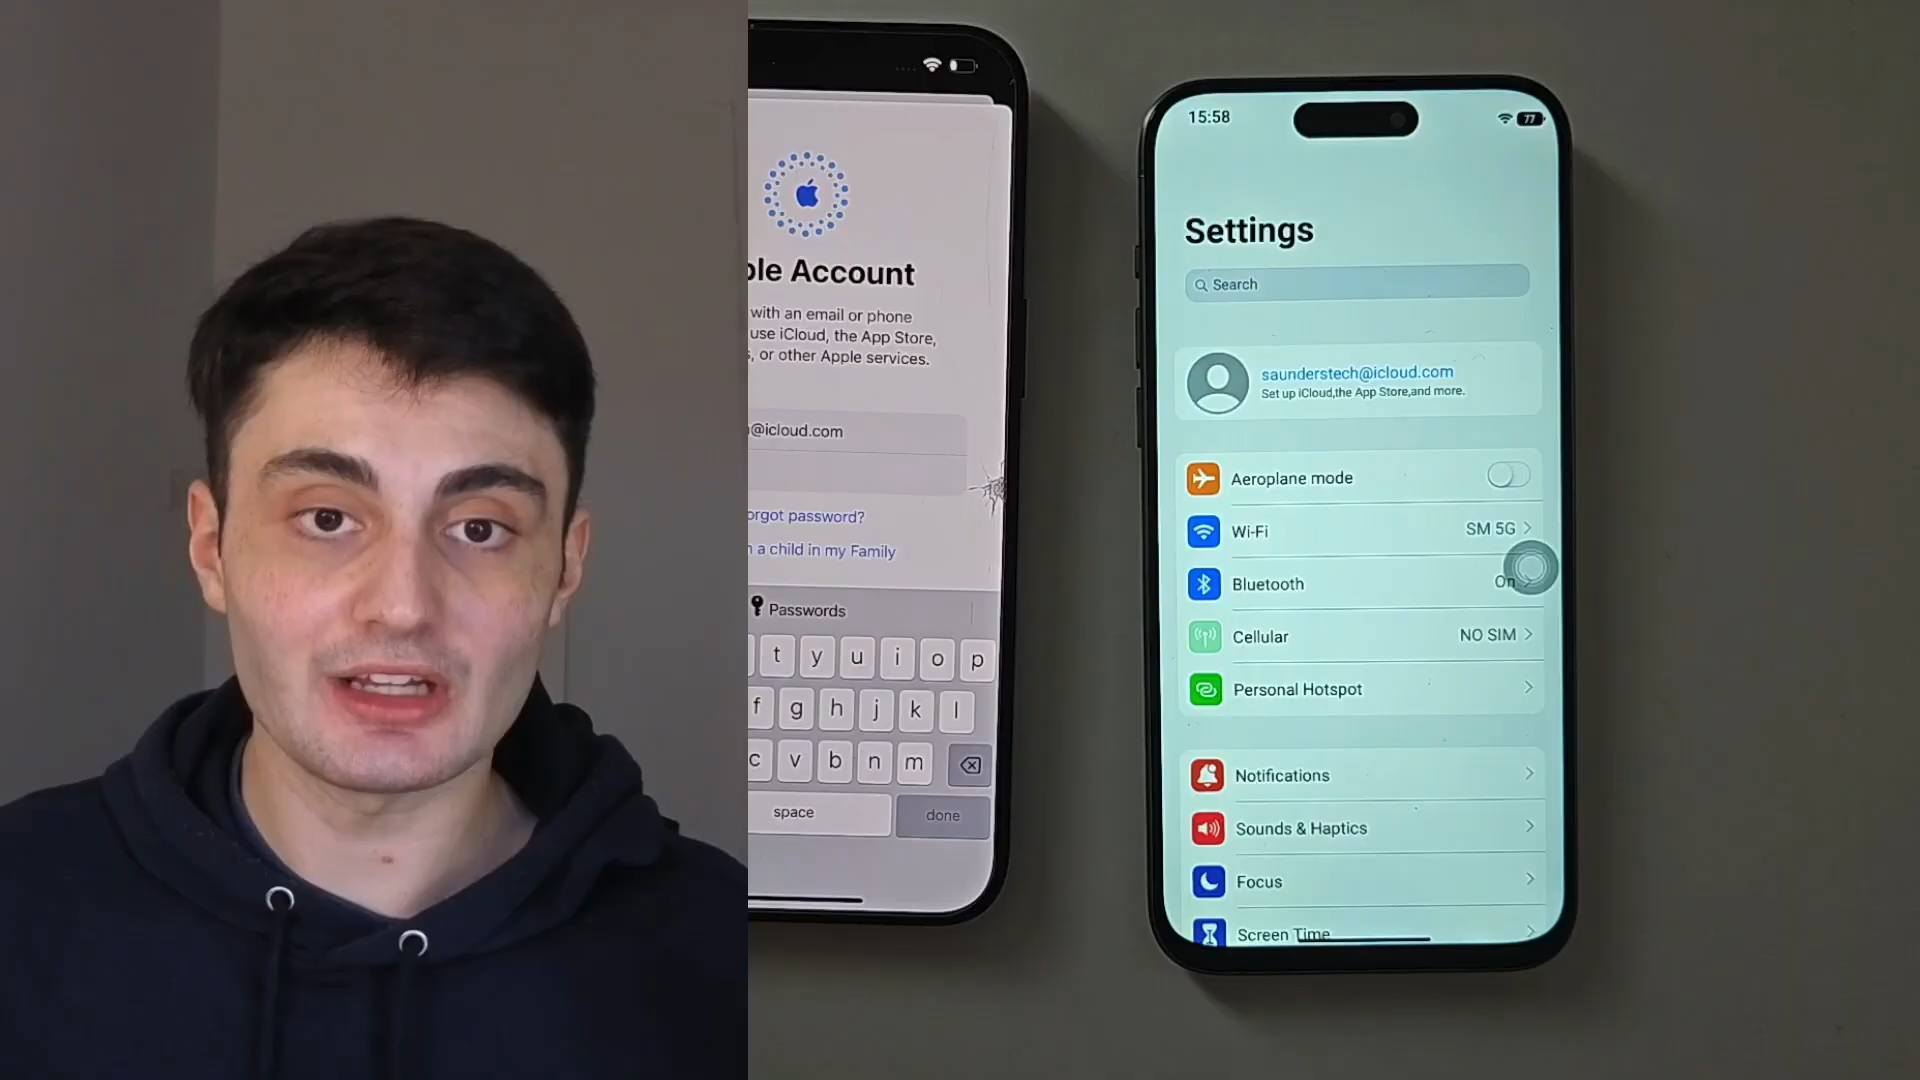 ple Account
with an email or phone
use iCloud, the App Store,
s, or other Apple services.
@icloud.com
orgot password?
a child in my Family
Passwords
t y u i o p
f g h j k l
c v b n m
space
done
15:58
77
Settings
Search
saunderstech@icloud.com
Set up iCloud,the App Store,and more.
Aeroplane mode
Wi-Fi
SM 5G
Bluetooth
On
Cellular
NO SIM
Personal Hotspot
Notifications
Sounds & Haptics
Focus
Screen Time